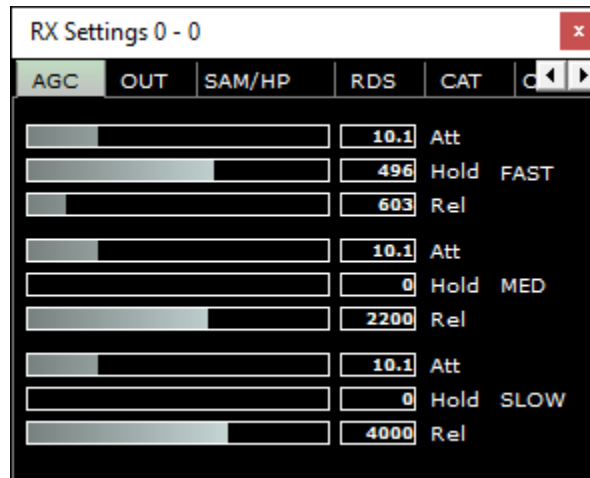 RX Settings 0 - 0
x
AGC OUT SAM/HP RDS CAT
10.1 Att
496 Hold FAST
603 Rel
10.1 Att
0 Hold MED
2200 Rel
10.1 Att
0 Hold SLOW
4000 Rel